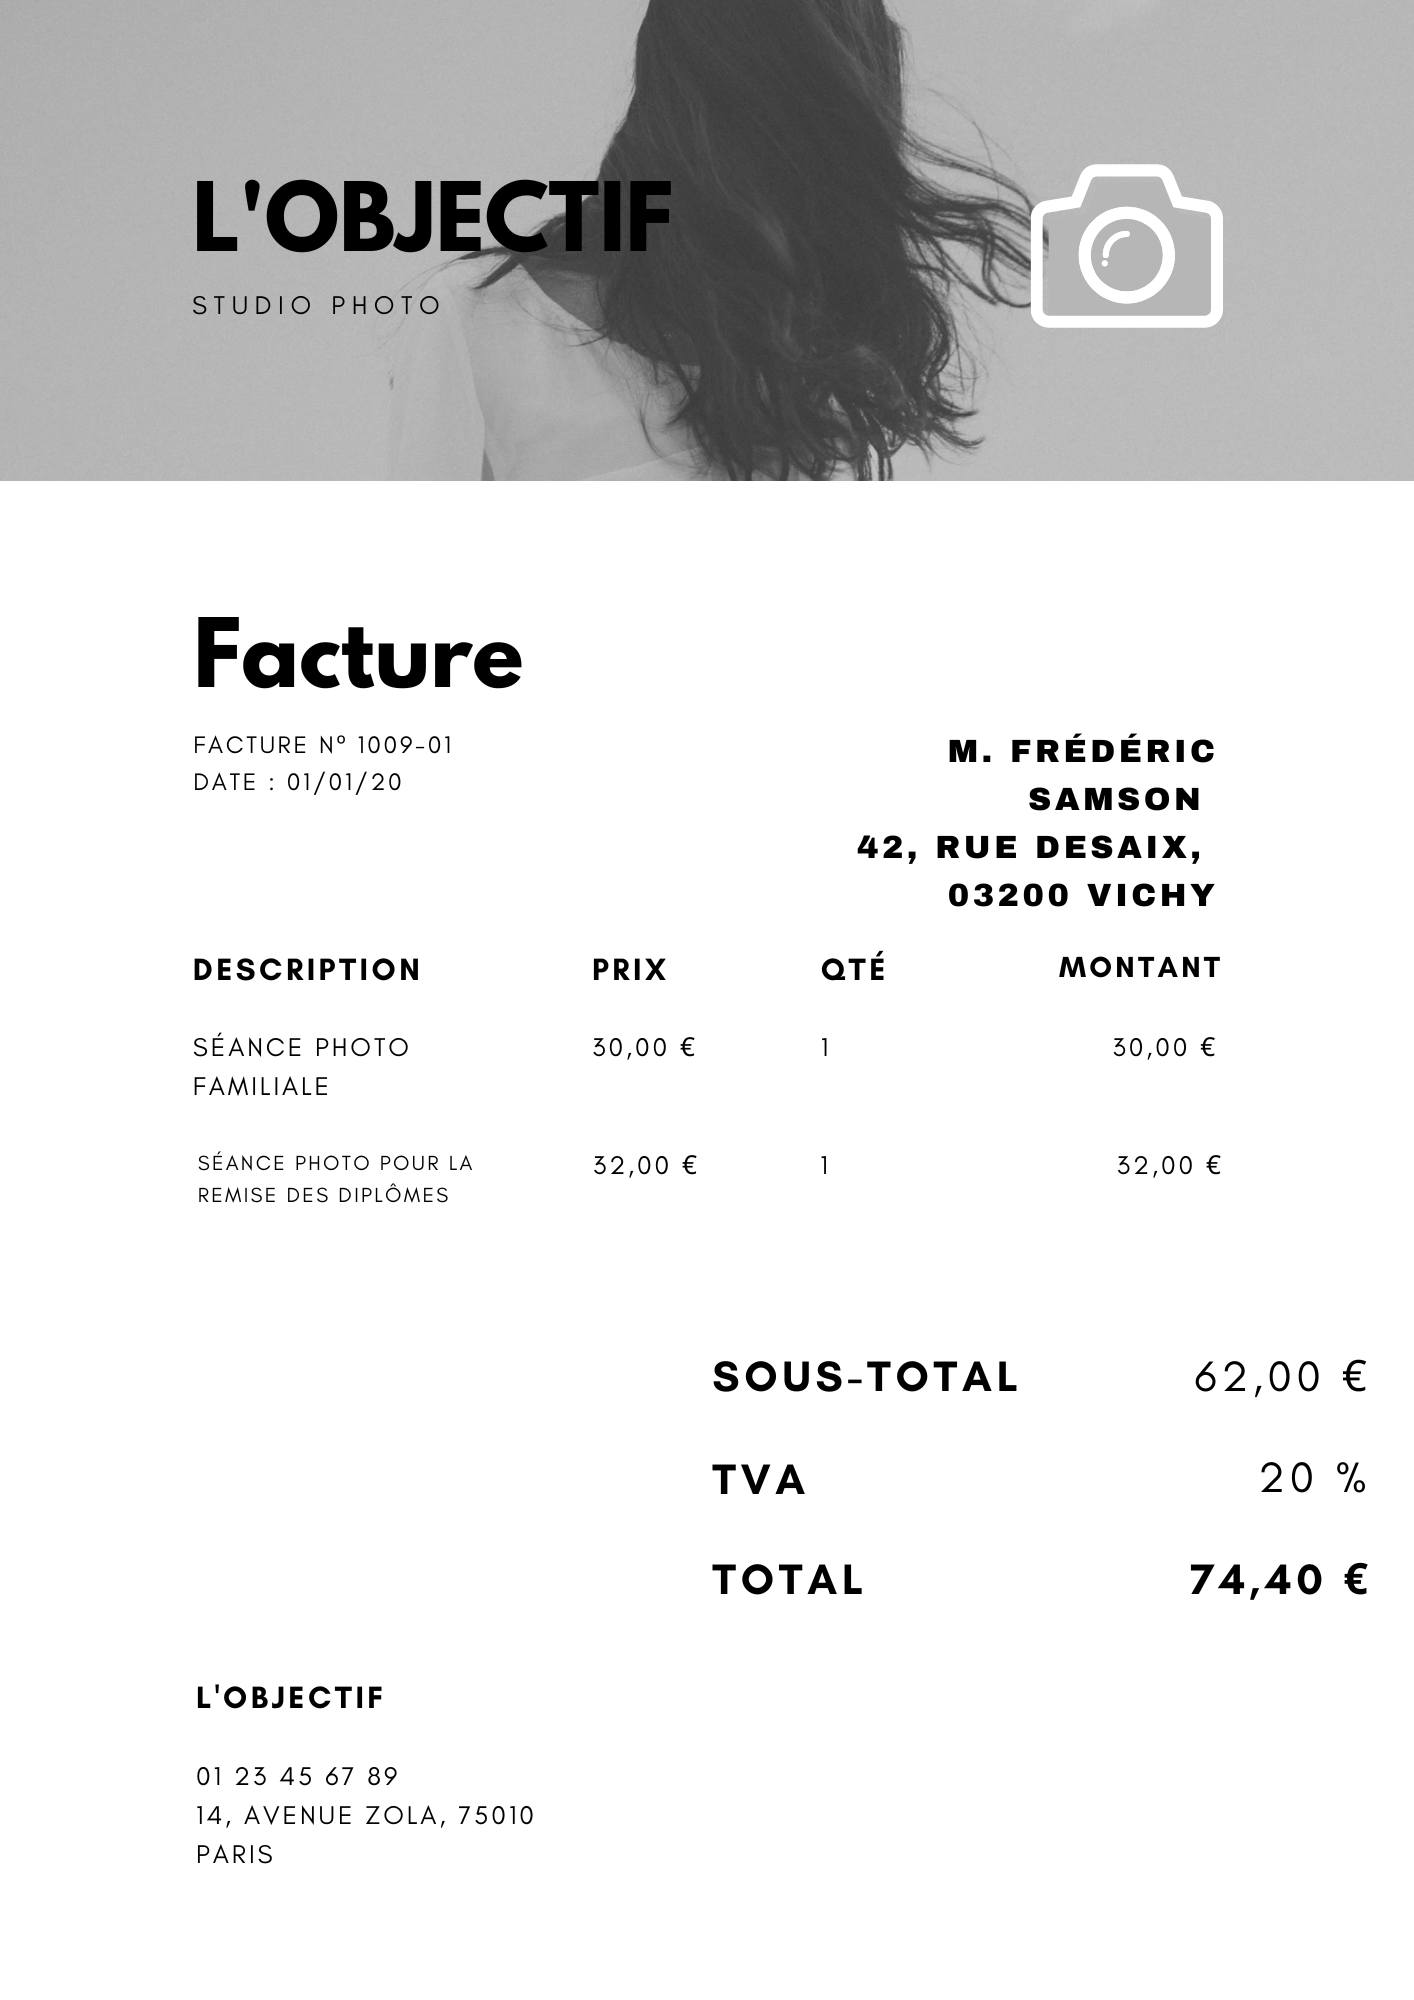 L'OBJECTIF
STUDIO PHOTO
Facture
FACTURE Nº 1009-01
DATE : 01/01/20
M. FRÉDÉRIC
SAMSON
42, RUE DESAIX,
03200 VICHY
DESCRIPTION PRIX QTÉ MONTANT
SÉANCE PHOTO 30,00 € 1 30,00 €
FAMILIALE
SÉANCE PHOTO POUR LA 32,00 € 1 32,00 €
REMISE DES DIPLÔMES
SOUS-TOTAL 62,00 €
TVA 20 %
TOTAL 74,40 €
L'OBJECTIF
01 23 45 67 89
14, AVENUE ZOLA, 75010
PARIS